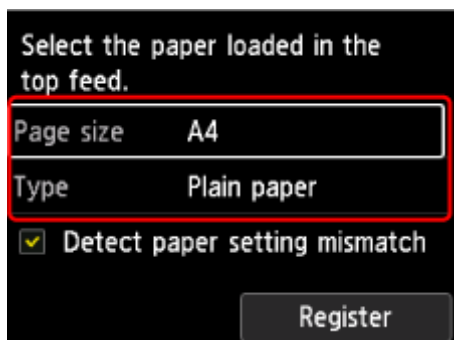 Select the paper loaded in the
top feed.
Page size A4
Type Plain paper
Detect paper setting mismatch
Register